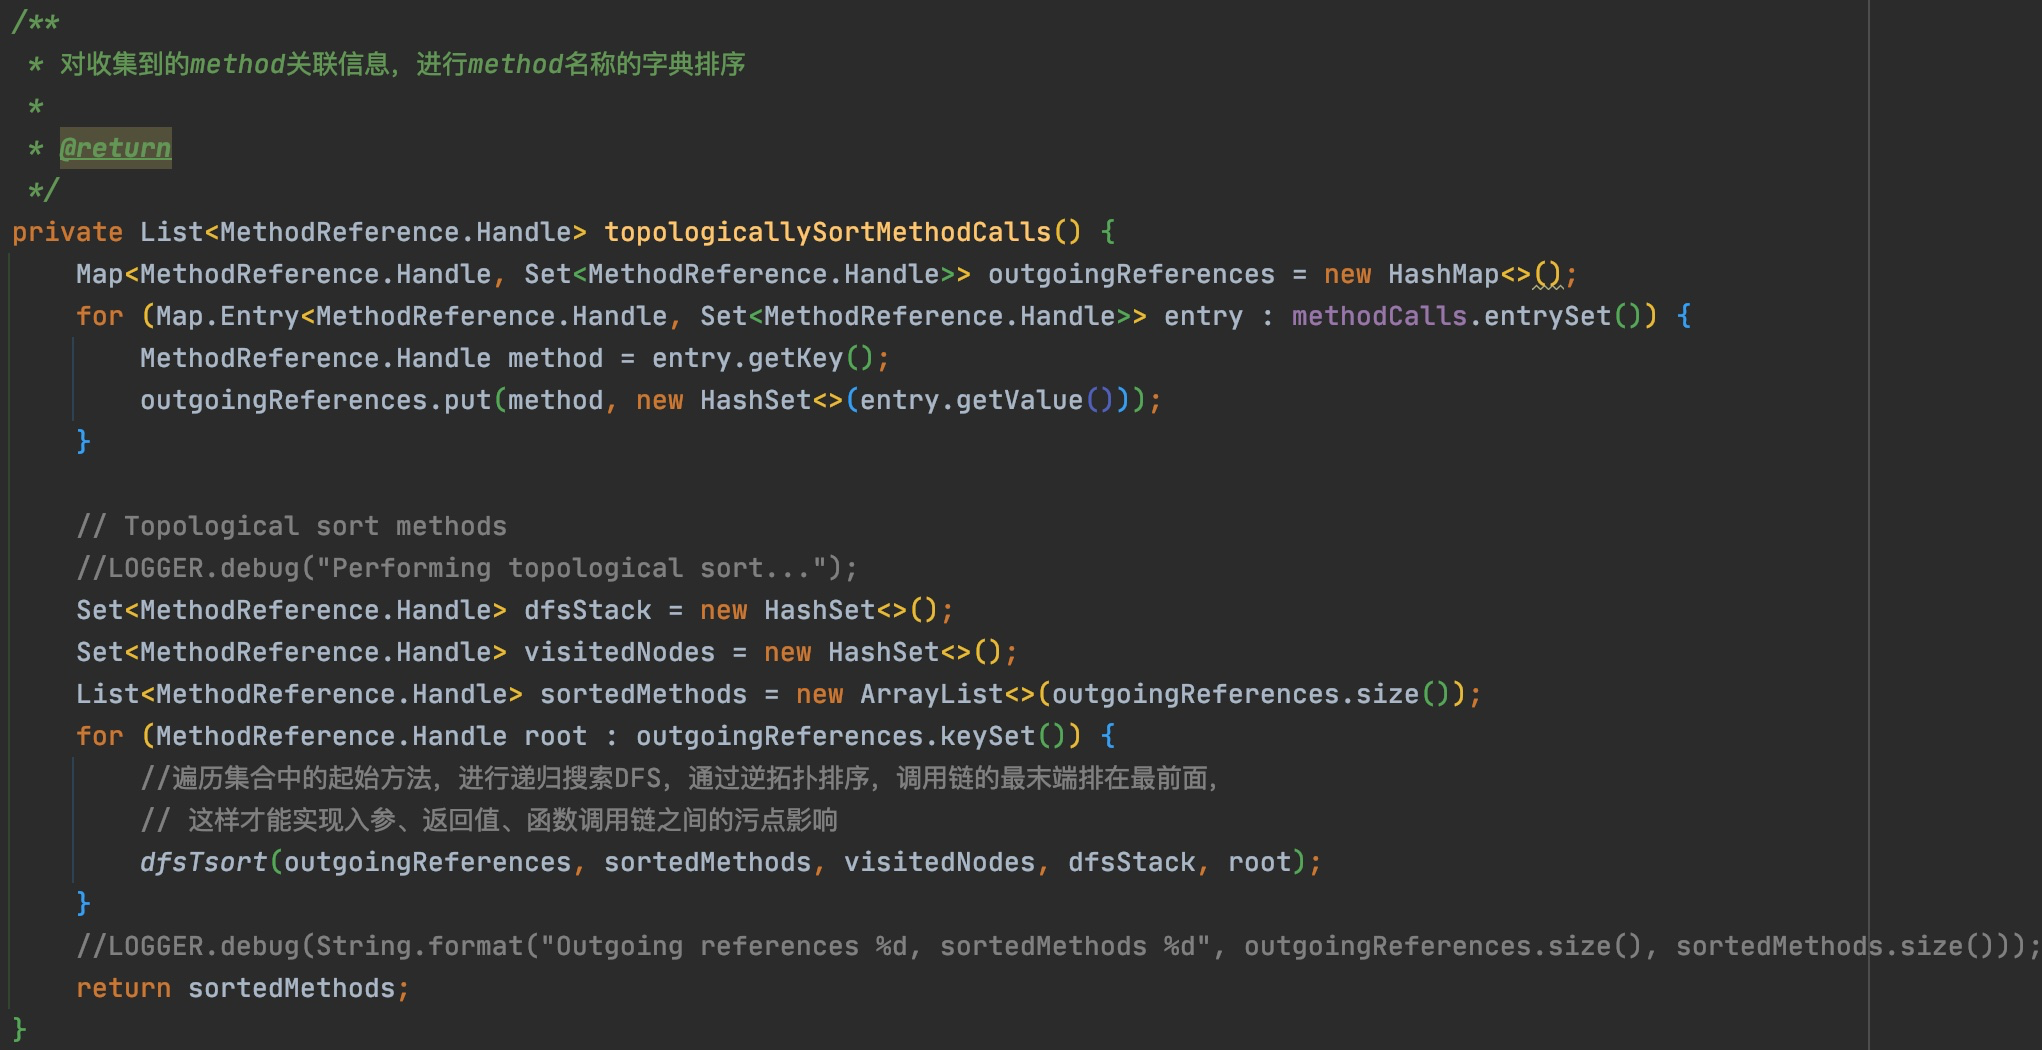 /**
 * 对收集到的method关联信息，进行method名称的字典排序
 *
 * @return
 */
private List<MethodReference.Handle> topologicallySortMethodCalls() {
    Map<MethodReference.Handle, Set<MethodReference.Handle>> outgoingReferences = new HashMap<>();
    for (Map.Entry<MethodReference.Handle, Set<MethodReference.Handle>> entry : methodCalls.entrySet()) {
        MethodReference.Handle method = entry.getKey();
        outgoingReferences.put(method, new HashSet<>(entry.getValue()));
    }

    // Topological sort methods
    //LOGGER.debug("Performing topological sort...");
    Set<MethodReference.Handle> dfsStack = new HashSet<>();
    Set<MethodReference.Handle> visitedNodes = new HashSet<>();
    List<MethodReference.Handle> sortedMethods = new ArrayList<>(outgoingReferences.size());
    for (MethodReference.Handle root : outgoingReferences.keySet()) {
        //遍历集合中的起始方法，进行递归搜索DFS，通过逆拓扑排序，调用链的最末端排在最前面，
        // 这样才能实现入参、返回值、函数调用链之间的污点影响
        dfsTsort(outgoingReferences, sortedMethods, visitedNodes, dfsStack, root);
    }
    //LOGGER.debug(String.format("Outgoing references %d, sortedMethods %d", outgoingReferences.size(), sortedMethods.size()));
    return sortedMethods;
}